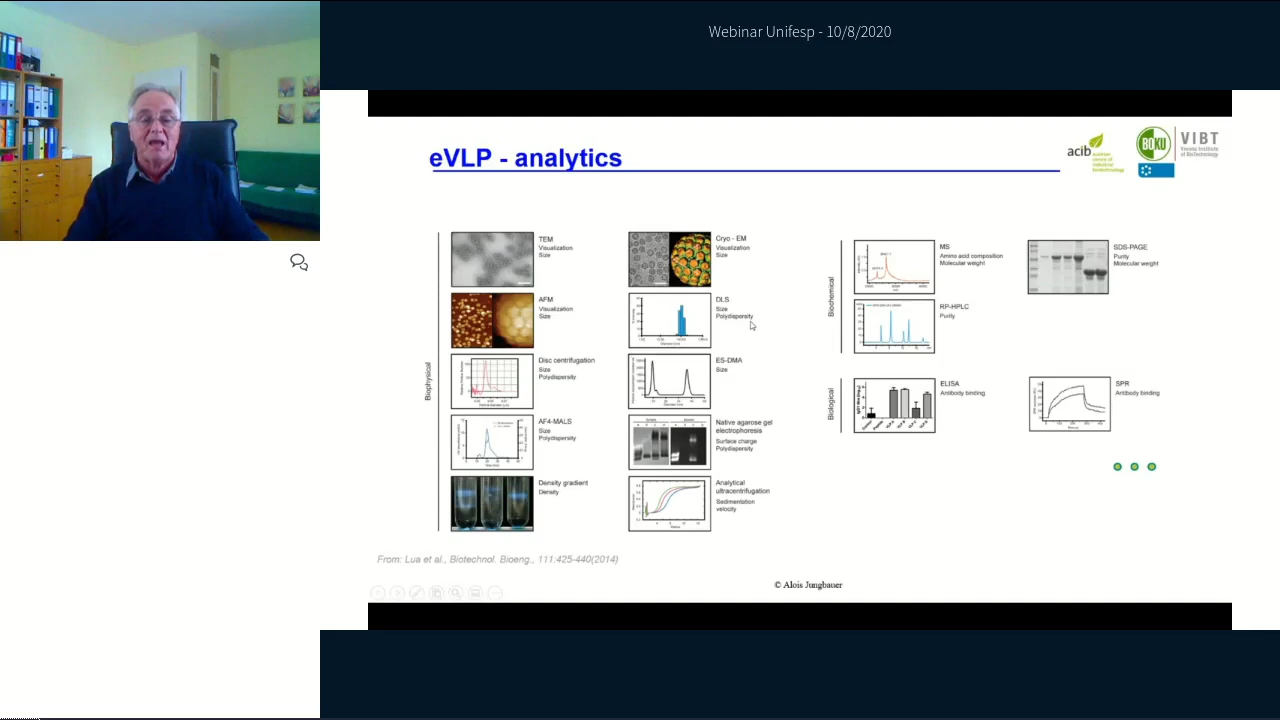 Webinar Unifesp - 10/8/2020
eVLP - analytics
acib
austrian
centre of
industrial
biotechnology
BOKU
VIBT
Vienna Institute
of BioTechnology
Biophysical
TEM
Visualization
Size
Cryo - EM
Visualization
Size
AFM
Visualization
Size
DLS
Size
Polydispersity
Disc centrifugation
Size
Polydispersity
ES-DMA
Size
AF4-MALS
Size
Polydispersity
Native agarose gel
electrophoresis
Surface charge
Polydispersity
Density gradient
Density
Analytical
ultracentrifugation
Sedimentation
velocity
Biochemical
MS
Amino acid composition
Molecular weight
SDS-PAGE
Purity
Molecular weight
RP-HPLC
Purity
Biological
ELISA
Antibody binding
SPR
Antibody binding
From: Lua et al., Biotechnol. Bioeng., 111:425-440(2014)
© Alois Jungbauer